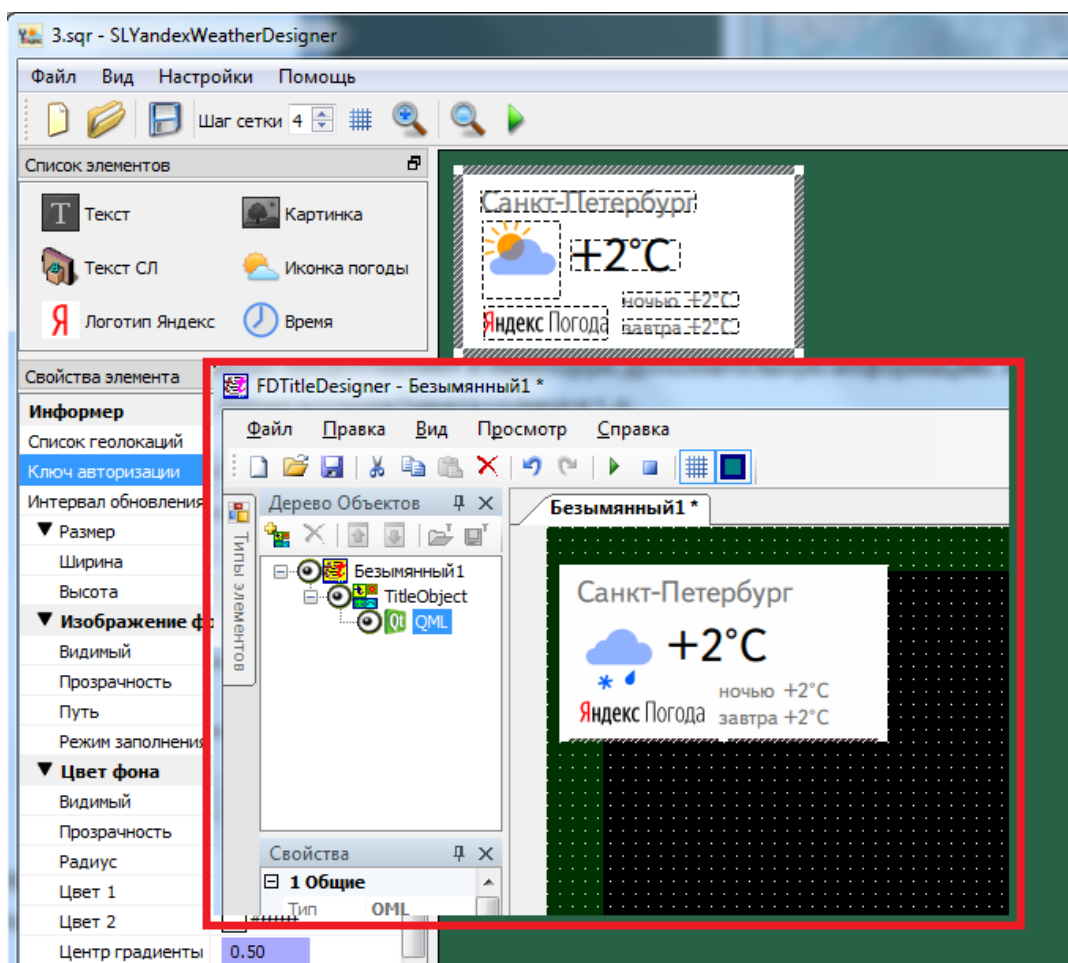 3.sqr - SLYandexWeatherDesigner
Файл Вид Настройки Помощь
Шаг сетки 4
Список элементов
Текст
Картинка
Текст СЛ
Иконка погоды
Логотип Яндекс
Время
Санкт-Петербург
+2°C
ночью +2°C
Яндекс Погода
завтра +2°C
Свойства элемента
Информер
Список геолокаций
Ключ авторизации
Интервал обновления
Размер
Ширина
Высота
Изображение фо
Видимый
Прозрачность
Путь
Режим заполнения
Цвет фона
Видимый
Прозрачность
Радиус
Цвет 1
Цвет 2
Центр градиенты 0.50
FDTitleDesigner - Безымянный1 *
Файл Правка Вид Просмотр Справка
Типы элементов
Дерево Объектов
Безымянный1
TitleObject
Qt QML
Свойства
1 Общие
Тип QML
Безымянный1 *
Санкт-Петербург
+2°C
ночью +2°C
Яндекс Погода
завтра +2°C